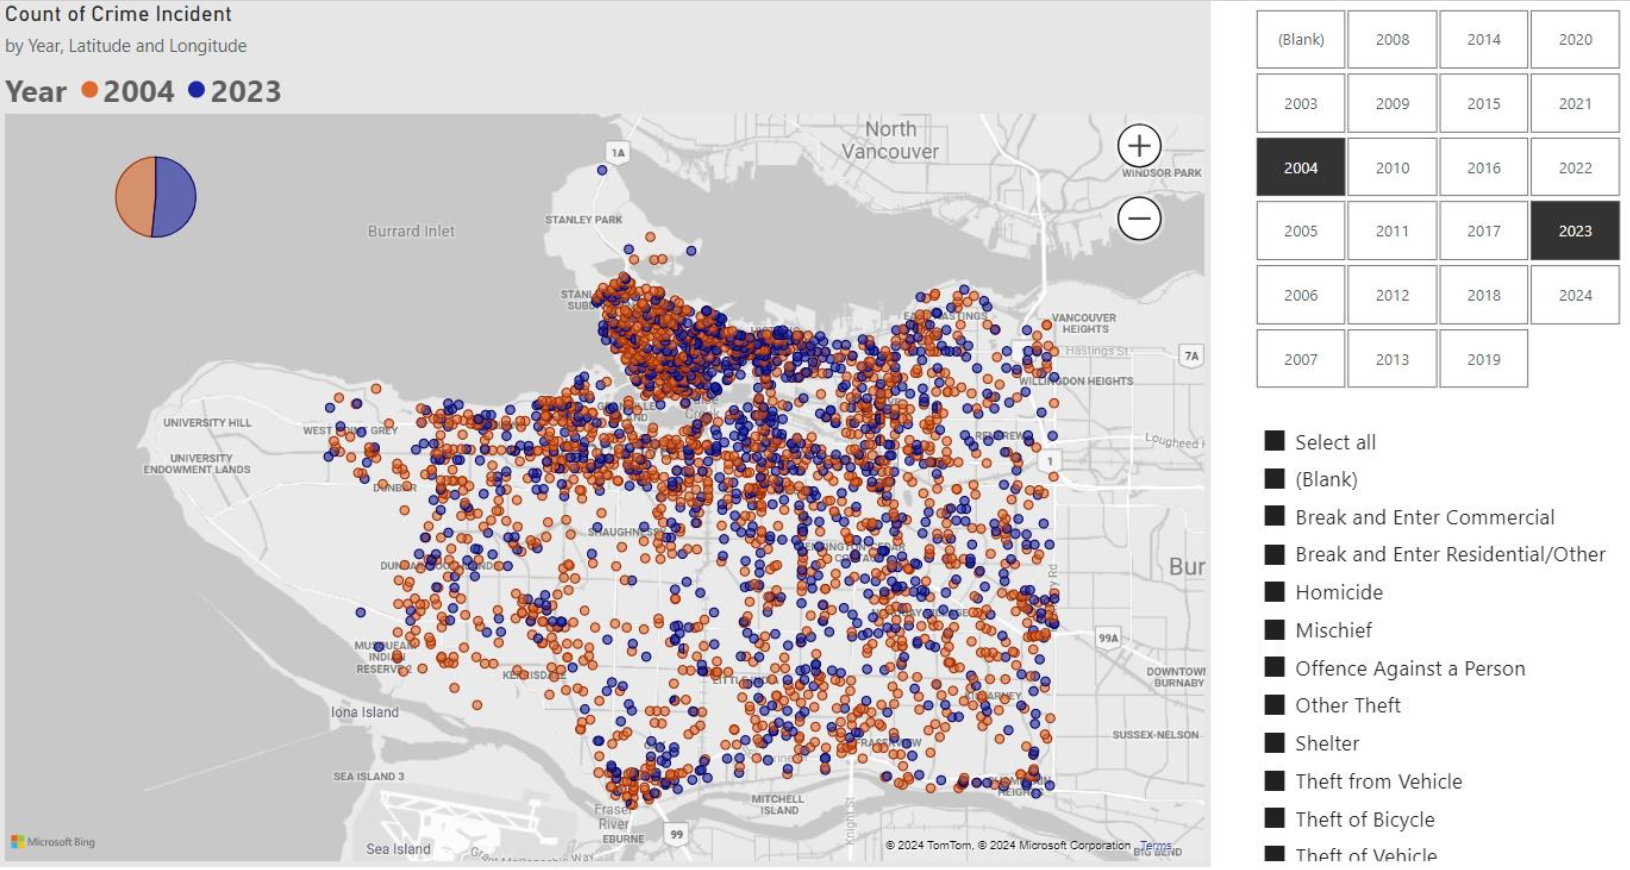 Count of Crime Incident
by Year, Latitude and Longitude
Year 2004 2023
North
Vancouver
1A
WINDSOR PARK
STANLEY PARK
Burrard Inlet
VANCOUVER
HEIGHTS
Hastings St
7A
WILLINGDON HEIGHTS
UNIVERSITY HILL
WEST POINT GREY
UNIVERSITY
ENDOWMENT LANDS
Lougheed H
1
DUNBAR
SHAUGHNESS
Bur
99A
RESERVE 2
KERRISDALE
DOWNTOWN
BURNABY
Iona Island
FRASERVIEW
SUSSEX-NELSON
SEA ISLAND 3
MITCHELL
ISLAND
Fraser
River
EBURNE
99
Knight St
Sea Island
Microsoft Bing
© 2024 TomTom, © 2024 Microsoft Corporation Terms
BIG BEND
(Blank) 2008 2014 2020
2003 2009 2015 2021
2004 2010 2016 2022
2005 2011 2017 2023
2006 2012 2018 2024
2007 2013 2019
Select all
(Blank)
Break and Enter Commercial
Break and Enter Residential/Other
Homicide
Mischief
Offence Against a Person
Other Theft
Shelter
Theft from Vehicle
Theft of Bicycle
Theft of Vehicle